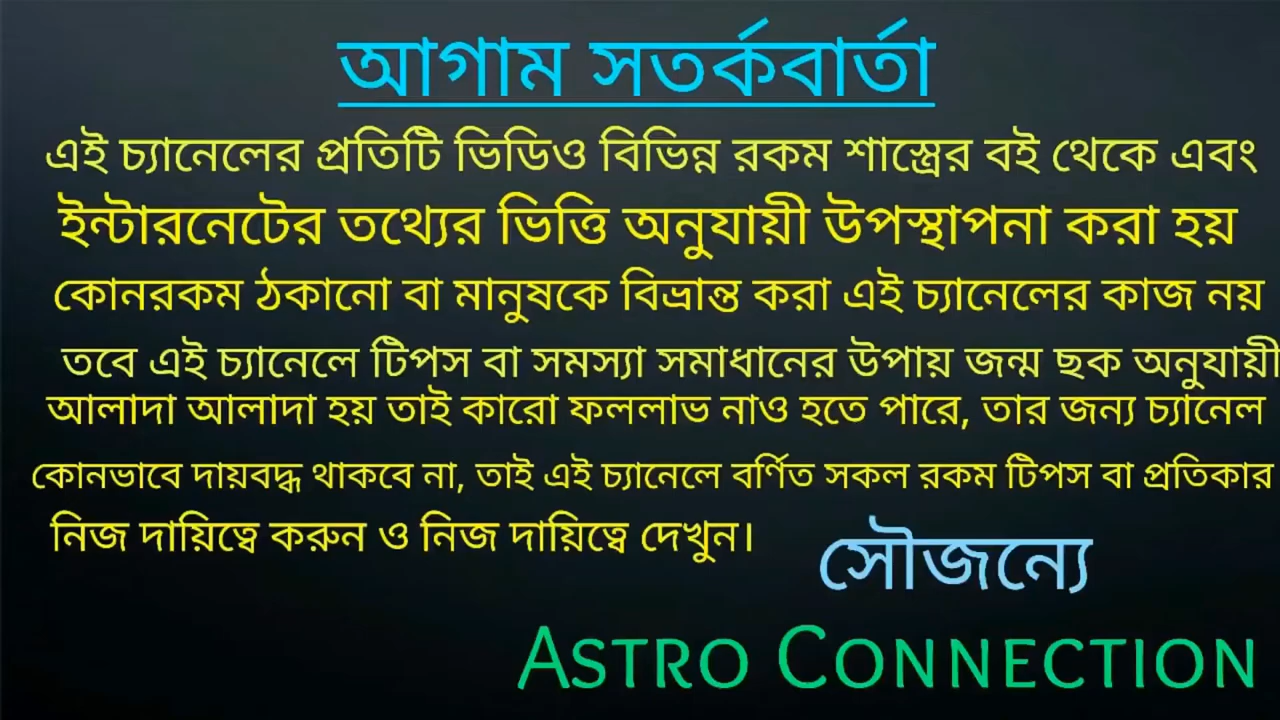 আগাম সতর্কবার্তা
এই চ্যানেলের প্রতিটি ভিডিও বিভিন্ন রকম শাস্ত্রের বই থেকে এবং
ইন্টারনেটের তথ্যের ভিত্তি অনুযায়ী উপস্থাপনা করা হয়
কোনরকম ঠকানো বা মানুষকে বিভ্রান্ত করা এই চ্যানেলের কাজ নয়
তবে এই চ্যানেলে টিপস বা সমস্যা সমাধানের উপায় জন্ম ছক অনুযায়ী
আলাদা আলাদা হয় তাই কারো ফললাভ নাও হতে পারে, তার জন্য চ্যানেল
কোনভাবে দায়বদ্ধ থাকবে না, তাই এই চ্যানেলে বর্ণিত সকল রকম টিপস বা প্রতিকার
নিজ দায়িত্বে করুন ও নিজ দায়িত্বে দেখুন।
সৌজন্যে
ASTRO CONNECTION